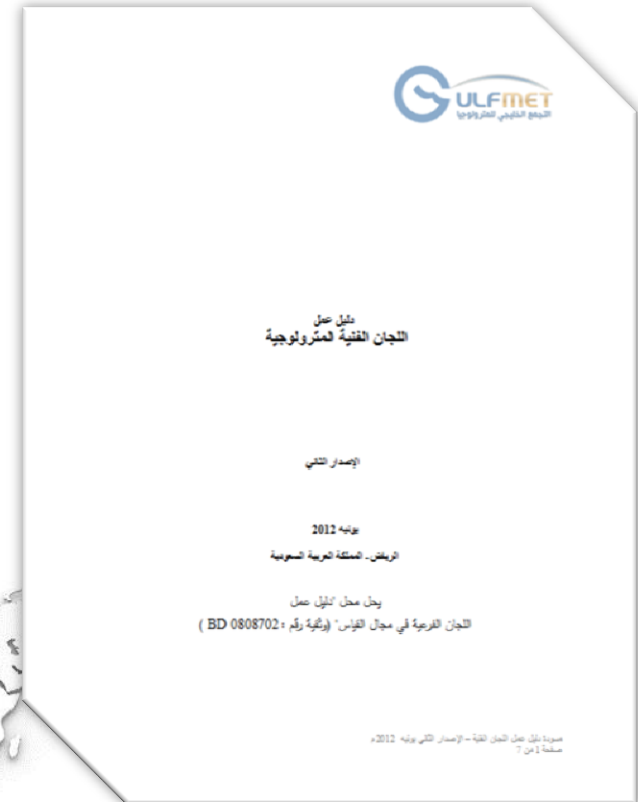 GULFMET
التجمع الخليجي للمترولوجيا
دليل عمل
اللجان الفنية المترولوجية
الإصدار الثاني
يونيه 2012
الرياض- المملكة العربية السعودية
يحل محل "دليل عمل
اللجان الفرعية في مجال القياس" (وثقية رقم : BD 0808702 )
مسودة دليل عمل اللجان الفنية – الإصدار الثاني يونيه 2012م
صفحة 1 من 7